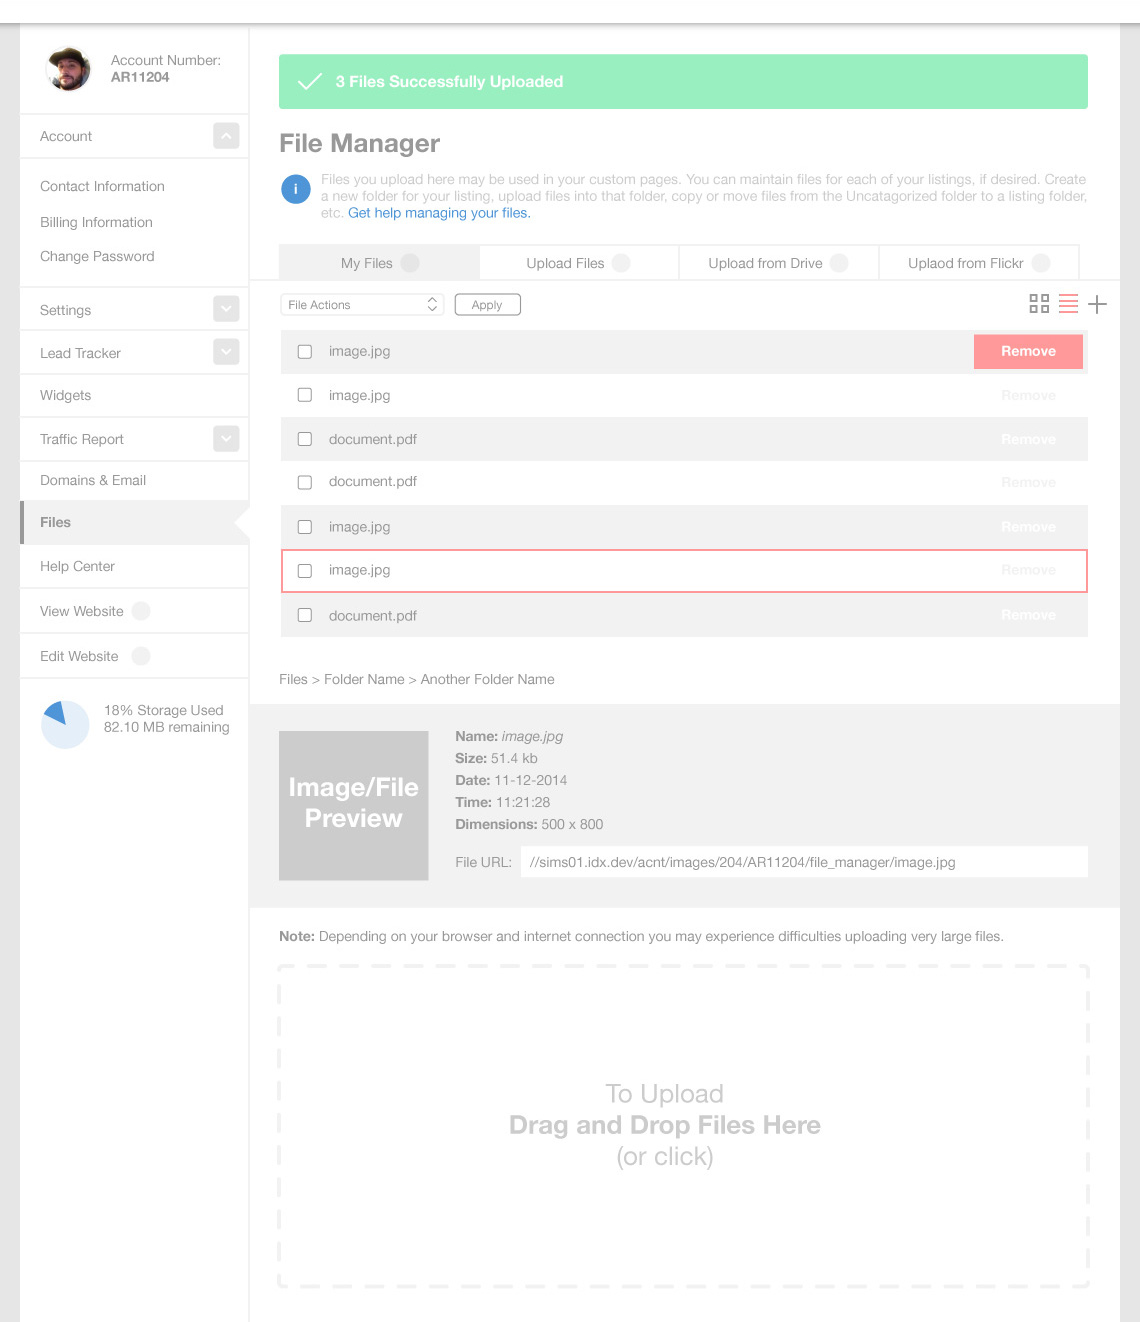 Account Number:
AR11204
Account
Contact Information
Billing Information
Change Password
Settings
Lead Tracker
Widgets
Traffic Report
Domains & Email
Files
Help Center
View Website
Edit Website
18% Storage Used
82.10 MB remaining
3 Files Successfully Uploaded
File Manager
i
Files you upload here may be used in your custom pages. You can maintain files for each of your listings, if desired. Create
a new folder for your listing, upload files into that folder, copy or move files from the Uncatagorized folder to a listing folder,
etc. Get help managing your files.
My Files
Upload Files
Upload from Drive
Uplaod from Flickr
File Actions
Apply
image.jpg Remove
image.jpg Remove
document.pdf Remove
document.pdf Remove
image.jpg Remove
image.jpg Remove
document.pdf Remove
Files > Folder Name > Another Folder Name
Image/File
Preview
Name: image.jpg
Size: 51.4 kb
Date: 11-12-2014
Time: 11:21:28
Dimensions: 500 x 800
File URL: //sims01.idx.dev/acnt/images/204/AR11204/file_manager/image.jpg
Note: Depending on your browser and internet connection you may experience difficulties uploading very large files.
To Upload
Drag and Drop Files Here
(or click)